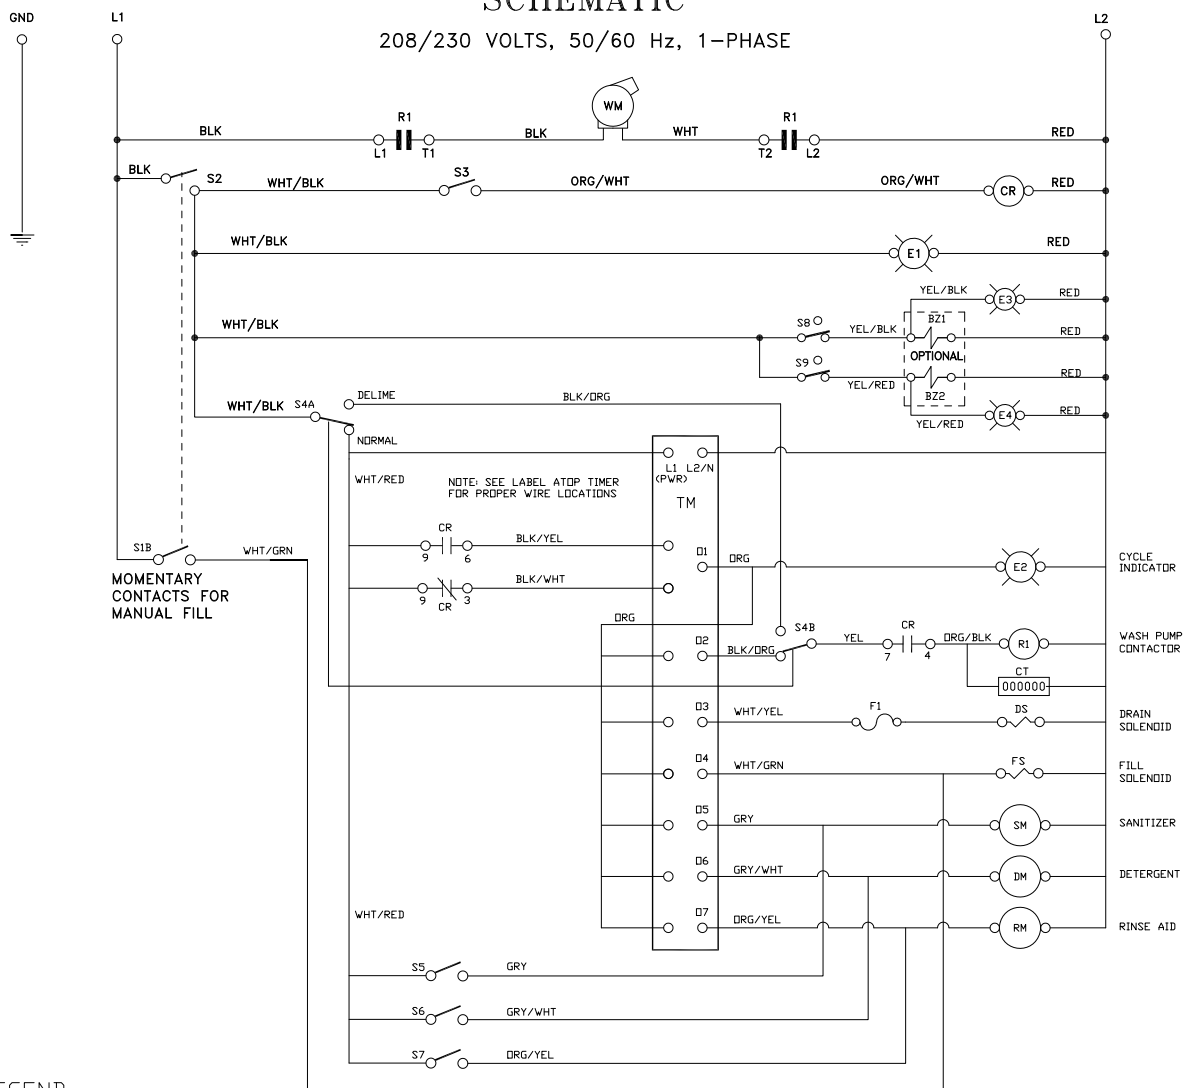 SCHEMATIC
GND
L1
L2
208/230 VOLTS, 50/60 Hz, 1-PHASE
WM
R1
R1
BLK
BLK
WHT
RED
L1
T1
T2
L2
BLK
S2
S3
WHT/BLK
ORG/WHT
ORG/WHT
CR
RED
WHT/BLK
E1
RED
YEL/BLK
E3
RED
WHT/BLK
S8
YEL/BLK
BZ1
RED
OPTIONAL
S9
YEL/RED
BZ2
RED
YEL/RED
E4
RED
WHT/BLK
S4A
DELIME
BLK/ORG
NORMAL
L1
L2/N
(PWR)
TM
WHT/RED
NOTE: SEE LABEL ATOP TIMER
FOR PROPER WIRE LOCATIONS
CR
9
6
BLK/YEL
S1B
WHT/GRN
MOMENTARY
CONTACTS FOR
MANUAL FILL
O1
ORG
E2
CYCLE
INDICATOR
9
3
CR
BLK/WHT
ORG
O2
BLK/ORG
S4B
YEL
CR
7
4
ORG/BLK
R1
WASH PUMP
CONTACTOR
CT
000000
O3
WHT/YEL
F1
DS
DRAIN
SOLENOID
O4
WHT/GRN
FS
FILL
SOLENOID
O5
GRY
SM
SANITIZER
O6
GRY/WHT
DM
DETERGENT
O7
ORG/YEL
RM
RINSE AID
WHT/RED
S5
GRY
S6
GRY/WHT
S7
ORG/YEL
EGEND